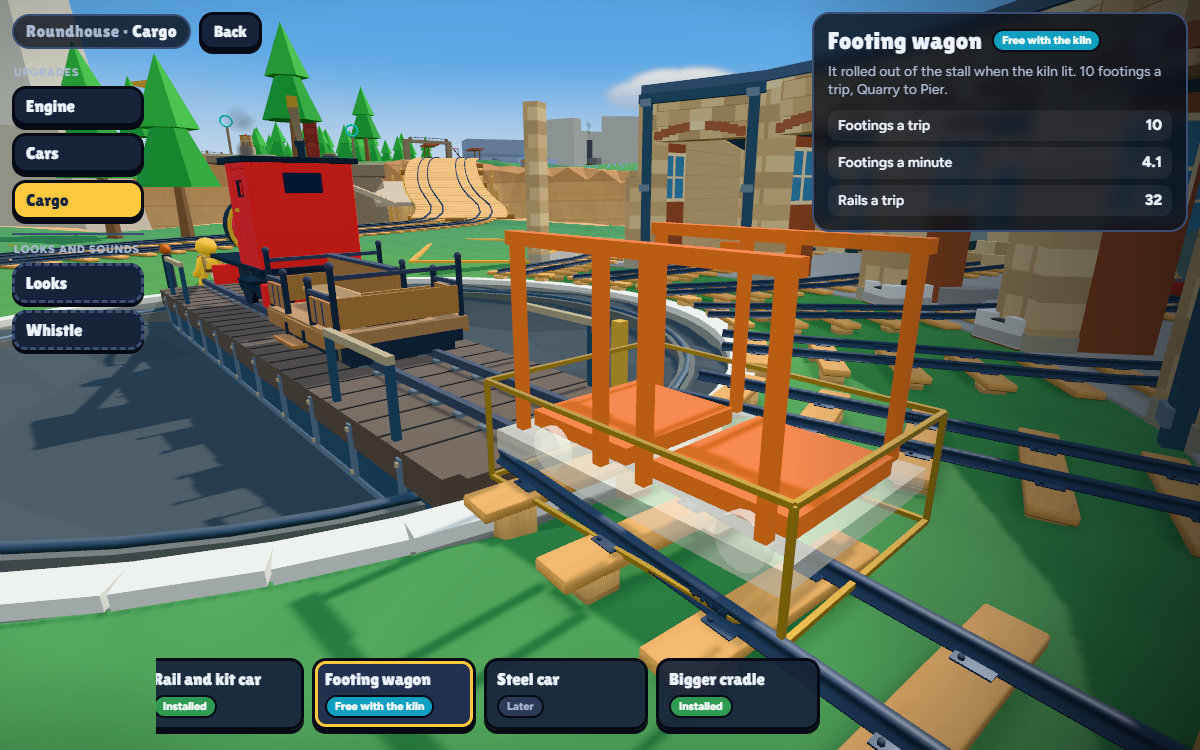 Roundhouse · Cargo
Back
UPGRADES
Engine
Cars
Cargo
LOOKS AND SOUNDS
Looks
Whistle
Footing wagon
Free with the kiln
It rolled out of the stall when the kiln lit. 10 footings a
trip, Quarry to Pier.
Footings a trip 10
Footings a minute 4.1
Rails a trip 32
Rail and kit car
Installed
Footing wagon
Free with the kiln
Steel car
Later
Bigger cradle
Installed